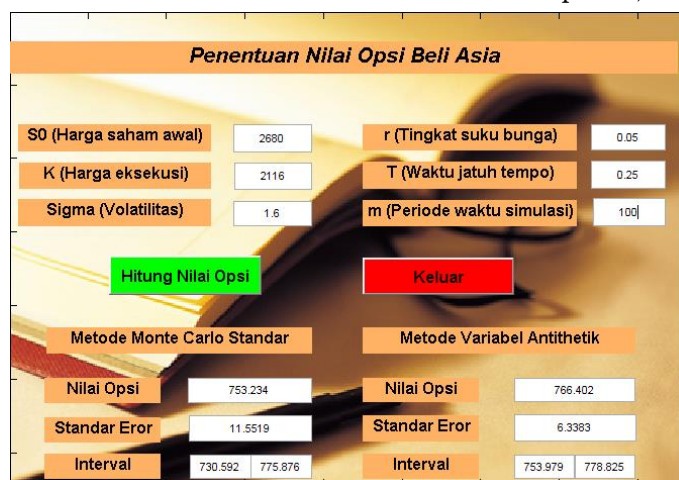 Penentuan Nilai Opsi Beli Asia
S0 (Harga saham awal) 2680 r (Tingkat suku bunga) 0.05
K (Harga eksekusi) 2116 T (Waktu jatuh tempo) 0.25
Sigma (Volatilitas) 1.6 m (Periode waktu simulasi) 100
Hitung Nilai Opsi Keluar
Metode Monte Carlo Standar Metode Variabel Antithetik
Nilai Opsi 753.234 Nilai Opsi 766.402
Standar Eror 11.5519 Standar Eror 6.3383
Interval 730.592 775.876 Interval 753.979 778.825